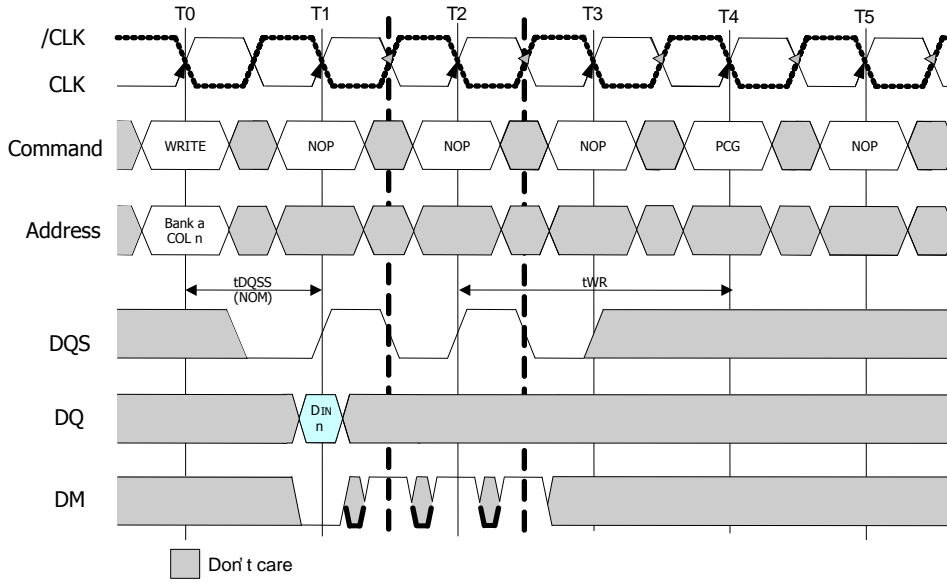 T0 T1 T2 T3 T4 T5
/CLK
CLK
Command WRITE NOP NOP NOP PCG NOP
Address Bank a
COL n
tDQSS
(NOM)
tWR
DQS
DQ DIN
n
DM
Don't care